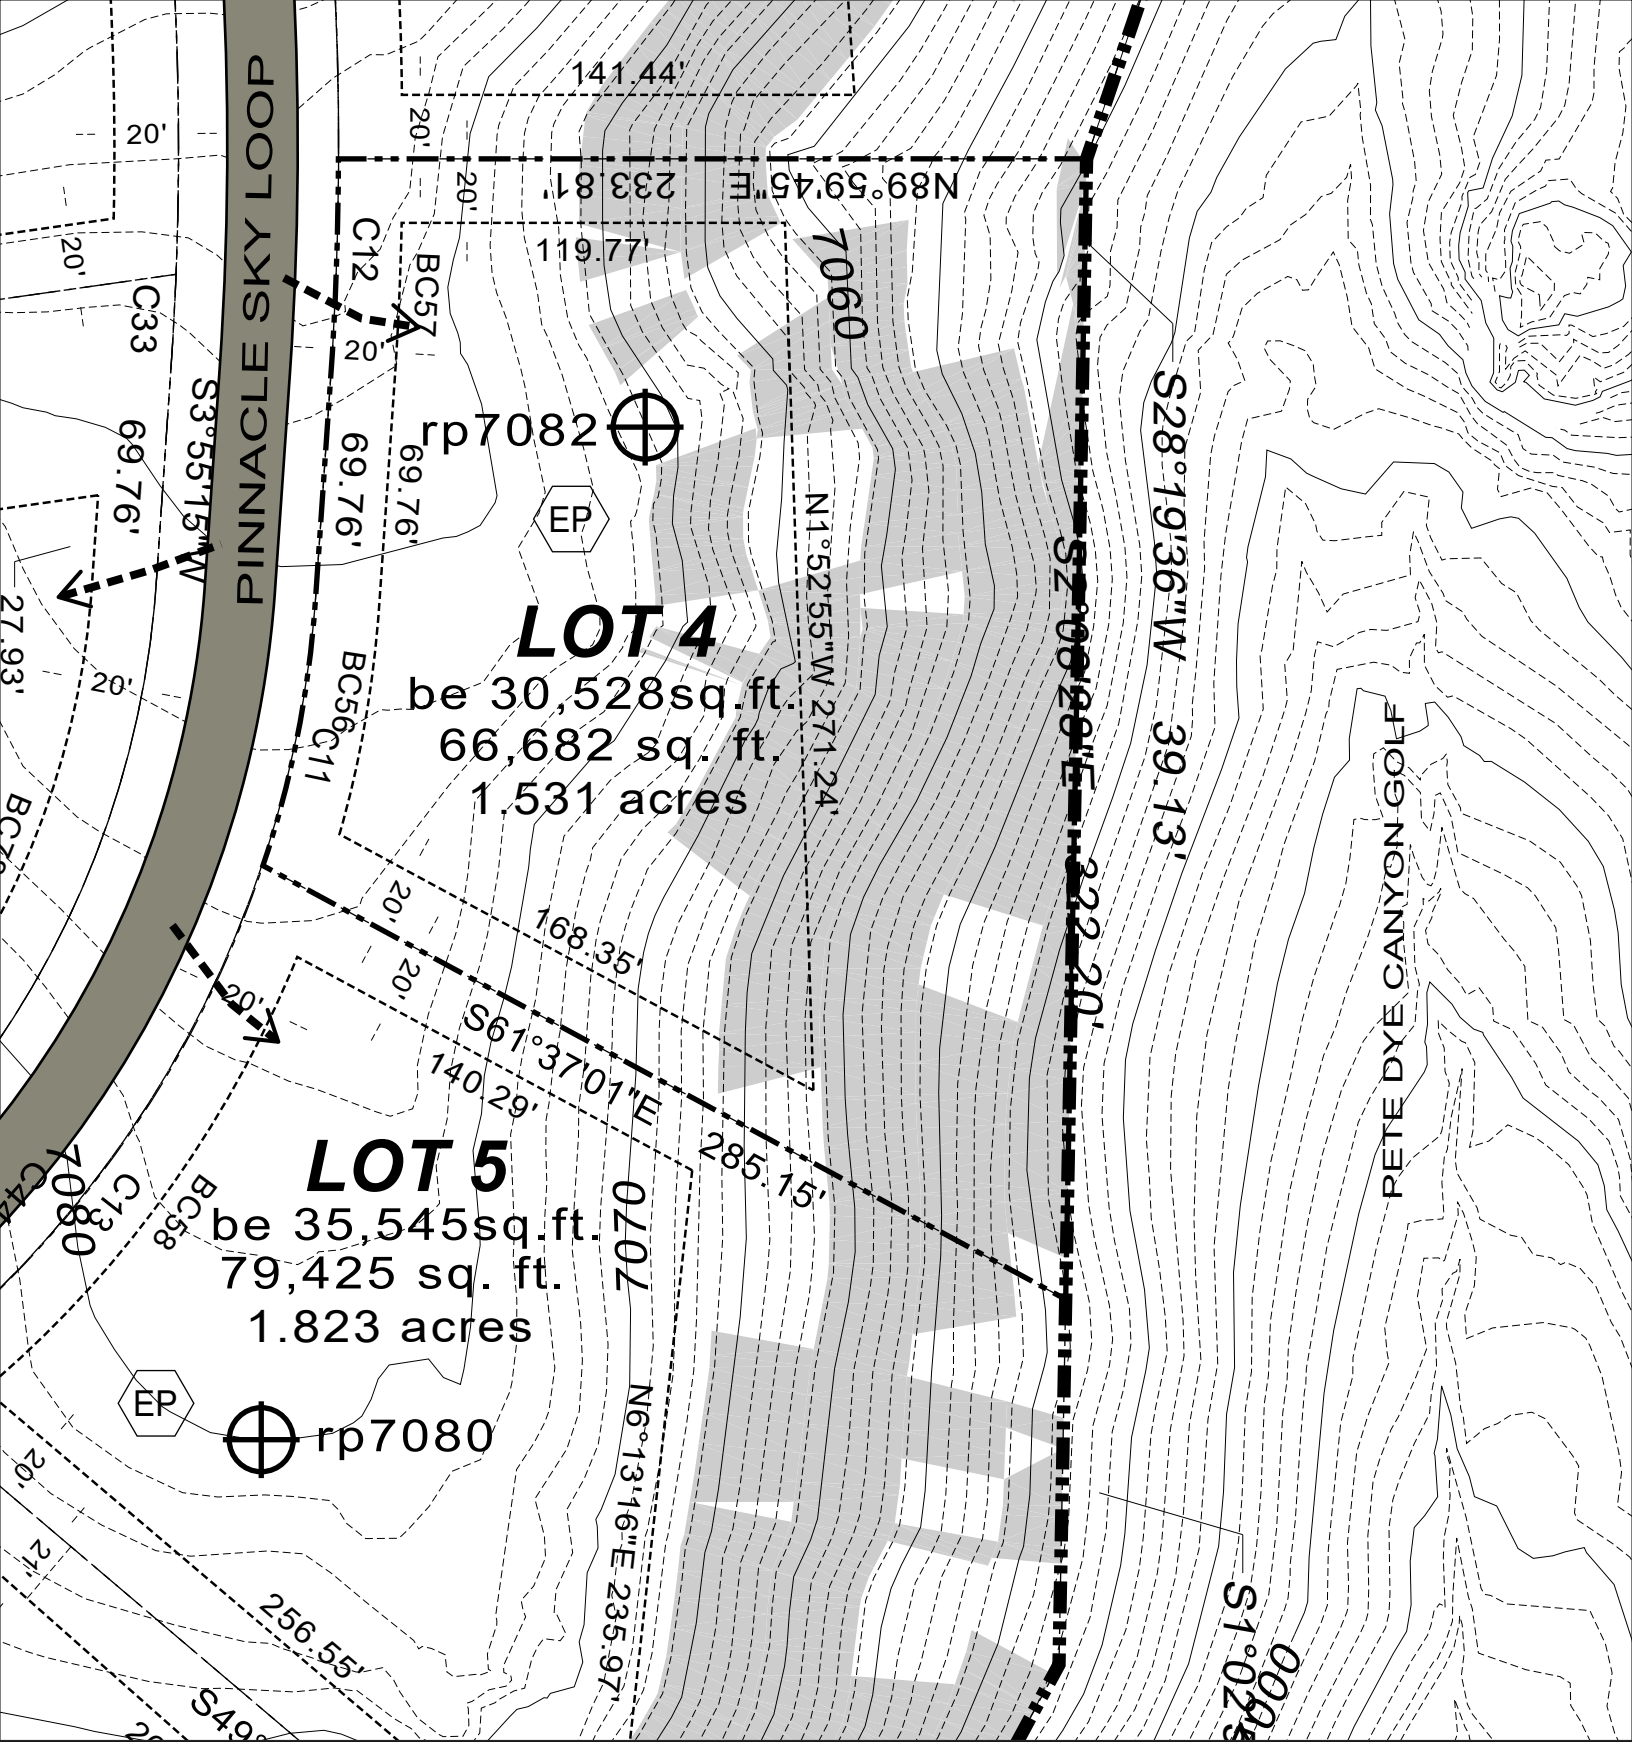 141.44'
20'
20'
PINNACLE SKY LOOP
N89°59'45"E 233.81'
20'
20'
C12
119.77'
BC57
7060
C33
20'
S3°55'15"W
69.76'
69.76'
69.76'
rp7082
EP
S28°19'36"W 39.13'
N1°52'55"W 271.24'
27.93'
20'
LOT 4
be 30,528sq.ft.
66,682 sq. ft.
1.531 acres
BC56
C11
322.20'
PETE DYE CANYON GOLF
20'
168.35'
20'
20'
S61°37'01"E 285.15'
140.29'
LOT 5
be 35,545sq.ft.
79,425 sq. ft.
1.823 acres
7080
C13
BC58
7070
EP
rp7080
N6°13'16"E 235.97'
20'
256.55'
S49°